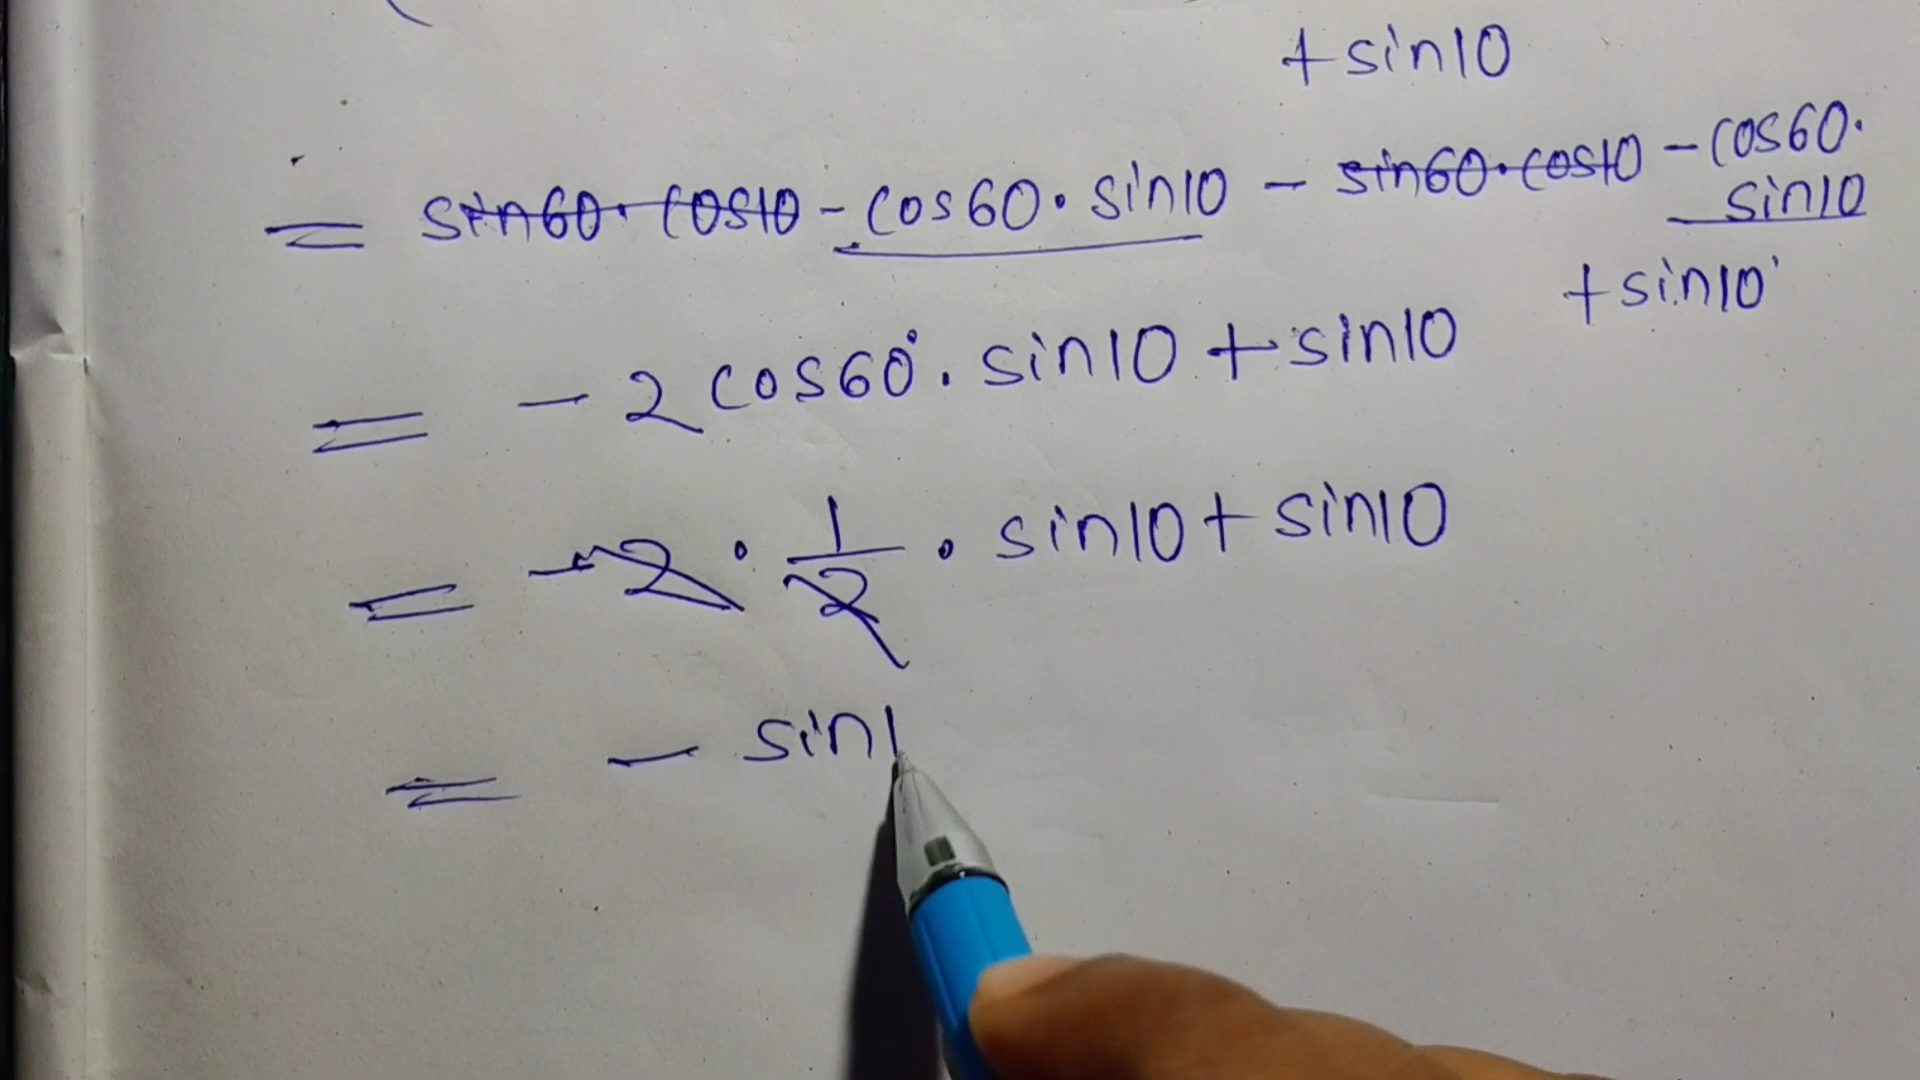 + sin10
= sin60. cos10 - cos60. sin10 - sin60. cos10 - cos60.
sin10
+ sin10
= - 2 cos60°. sin10 + sin10
= - 2 . 1/2 . sin10 + sin10
= - sin1